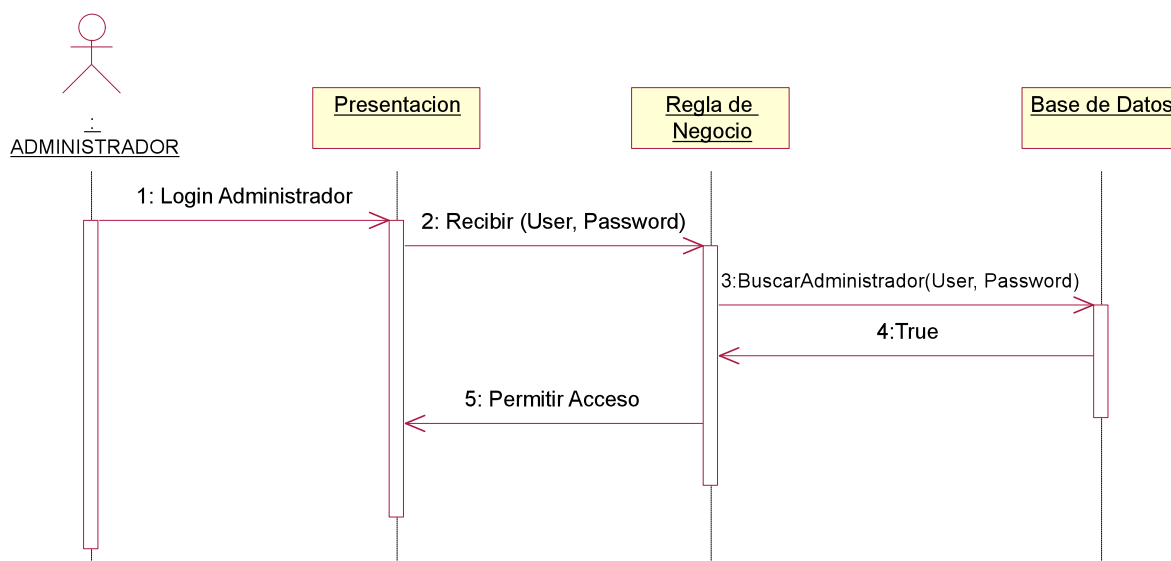 :
ADMINISTRADOR
Presentacion
Regla de
Negocio
Base de Datos
1: Login Administrador
2: Recibir (User, Password)
3:BuscarAdministrador(User, Password)
4:True
5: Permitir Acceso